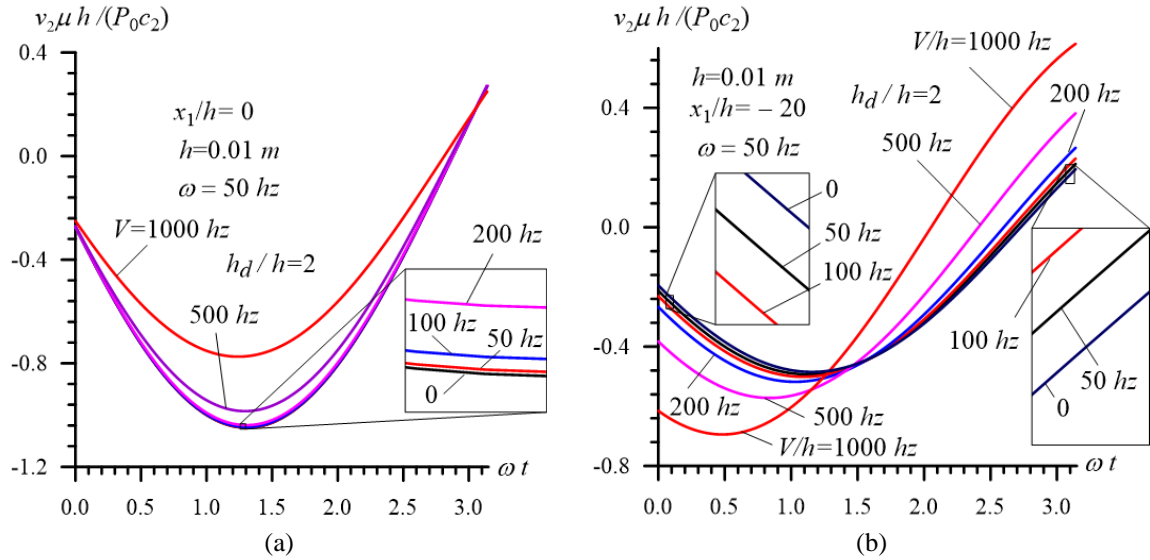 v₂μ h /(P₀c₂)
0.4
0.0
-0.4
-0.8
-1.2
x₁/h= 0
h=0.01 m
ω = 50 hz
V=1000 hz
h_d / h=2
500 hz
200 hz
100 hz
50 hz
0
ω t
0.0 0.5 1.0 1.5 2.0 2.5 3.0
(a)
v₂μ h /(P₀c₂)
0.4
0.0
-0.4
-0.8
V/h=1000 hz
h=0.01 m
x₁/h= – 20
ω = 50 hz
h_d / h=2
200 hz
500 hz
0
50 hz
100 hz
100 hz
50 hz
0
200 hz
500 hz
V/h=1000 hz
ω t
0.0 0.5 1.0 1.5 2.0 2.5 3.0
(b)